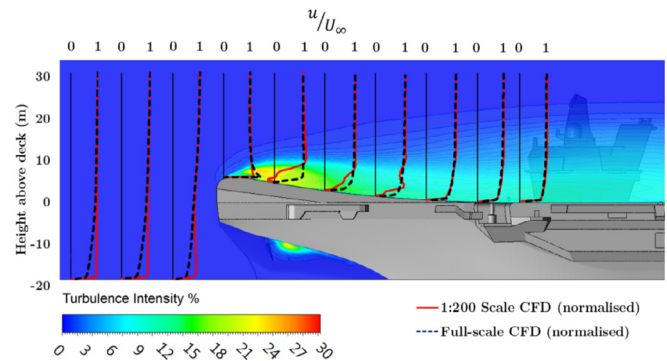 u/U∞
0 1 0 1 0 1 0 1 0 1 0 1 0 1 0 1 0 1 0 1
30
20
10
0
-10
-20
Height above deck (m)
Turbulence Intensity %
0 3 6 9 12 15 18 21 24 27 30
1:200 Scale CFD (normalised)
Full-scale CFD (normalised)